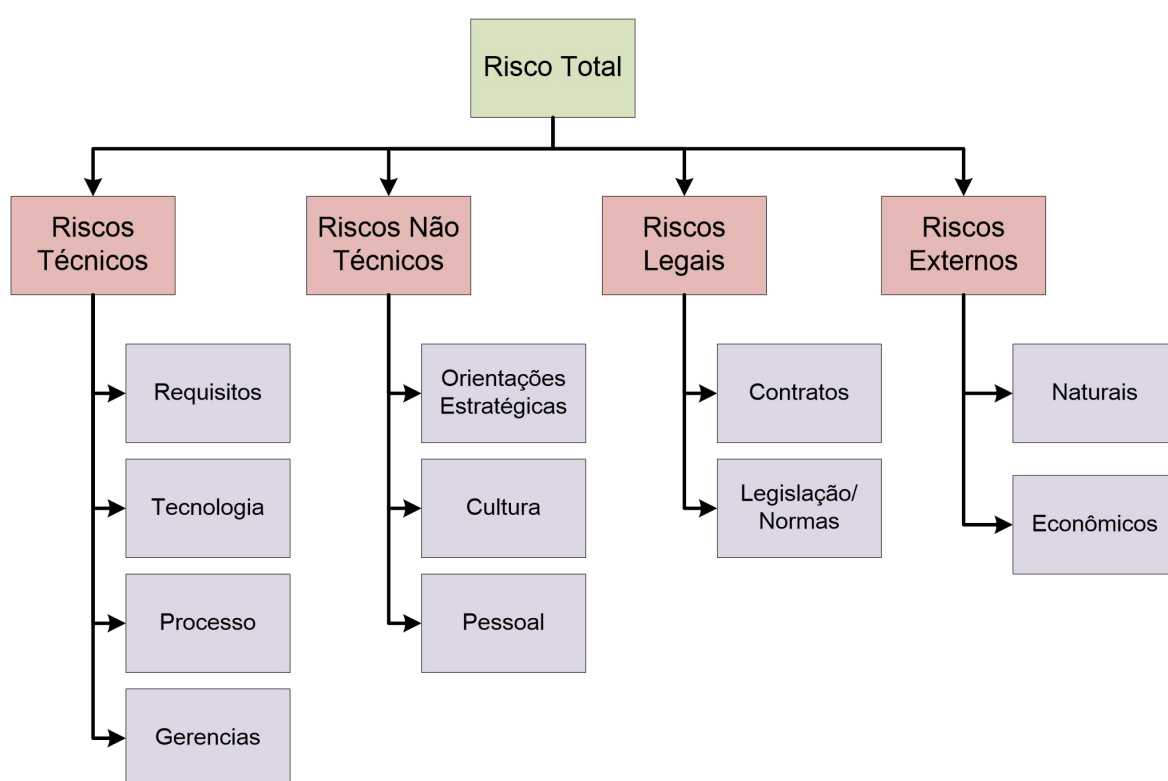 Risco Total
Riscos
Técnicos
Riscos Não
Técnicos
Riscos
Legais
Riscos
Externos
Requisitos
Tecnologia
Processo
Gerencias
Orientações
Estratégicas
Cultura
Pessoal
Contratos
Legislação/
Normas
Naturais
Econômicos